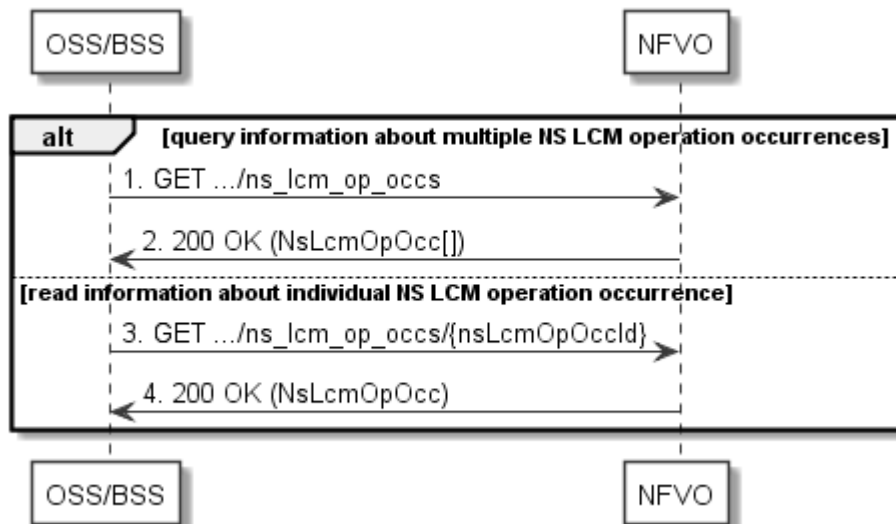 OSS/BSS NFVO
alt [query information about multiple NS LCM operation occurrences]
1. GET .../ns_lcm_op_occs
2. 200 OK (NsLcmOpOcc[])
[read information about individual NS LCM operation occurrence]
3. GET .../ns_lcm_op_occs/{nsLcmOpOccId}
4. 200 OK (NsLcmOpOcc)
OSS/BSS NFVO